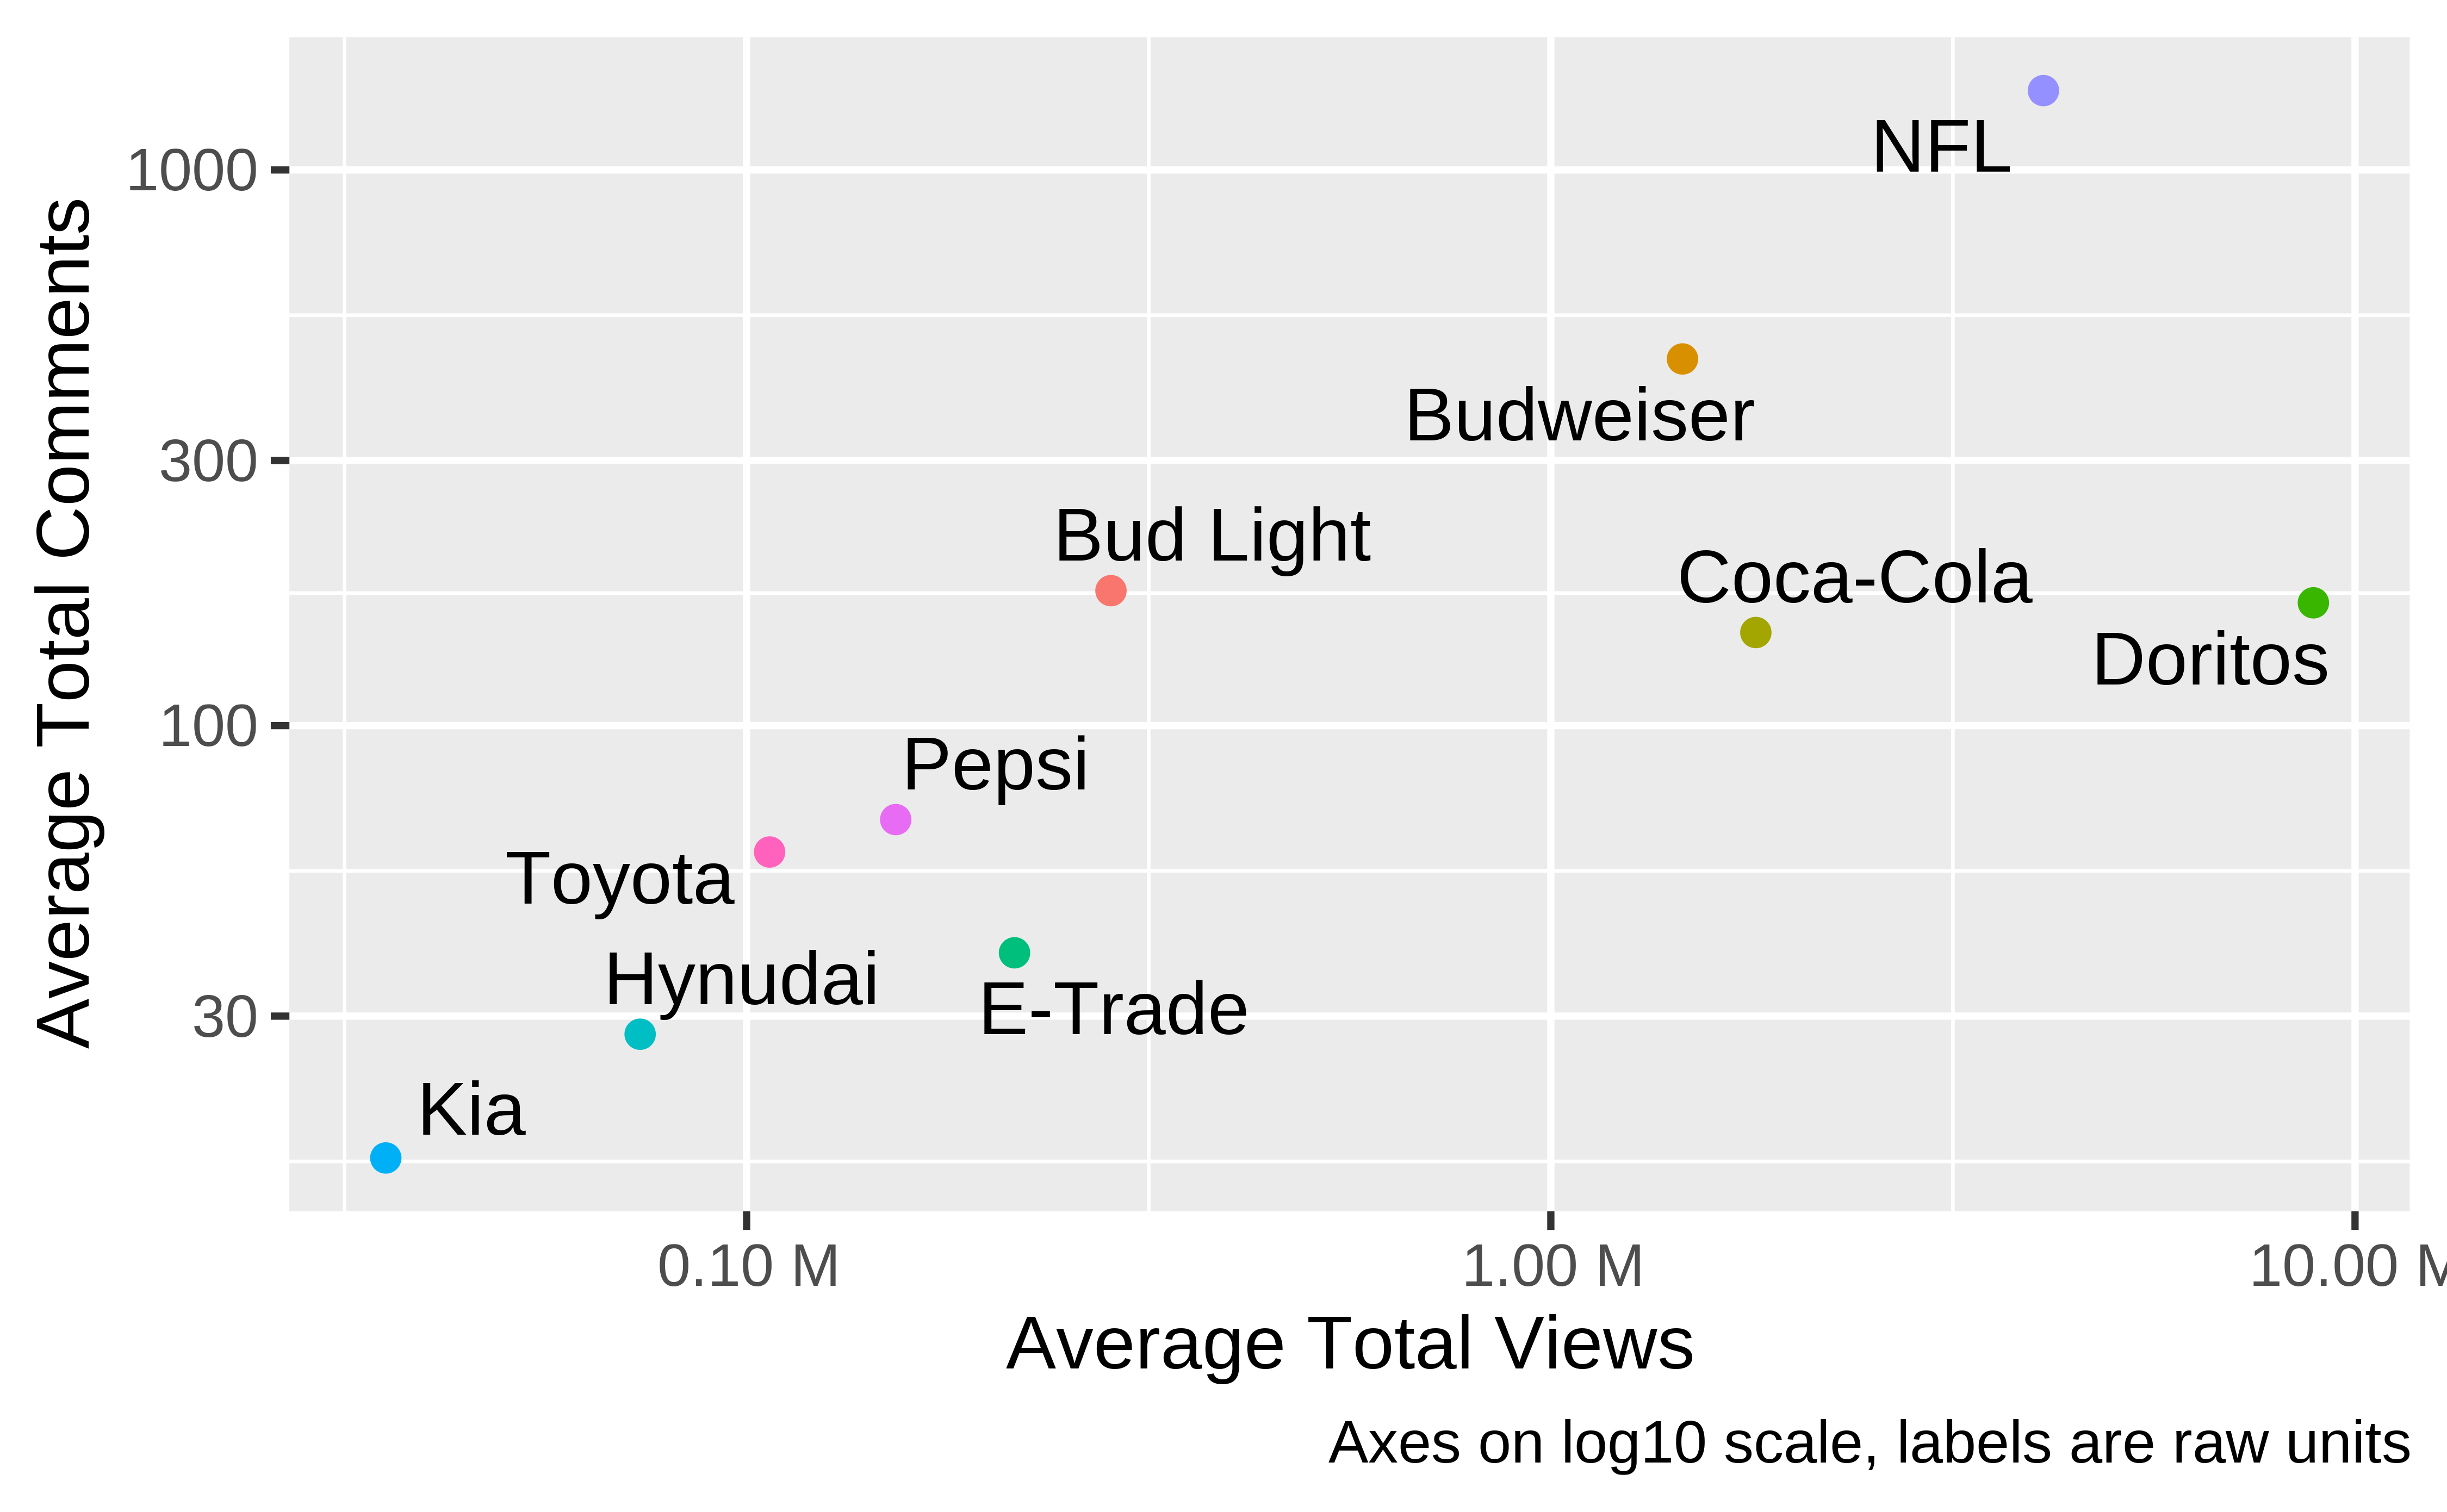 1000
NFL
Budweiser
300
Bud Light
Coca-Cola
Doritos
100
Pepsi
Toyota
Hynudai
E-Trade
30
Kia
0.10 M
1.00 M
10.00 M
Average Total Comments
Average Total Views
Axes on log10 scale, labels are raw units